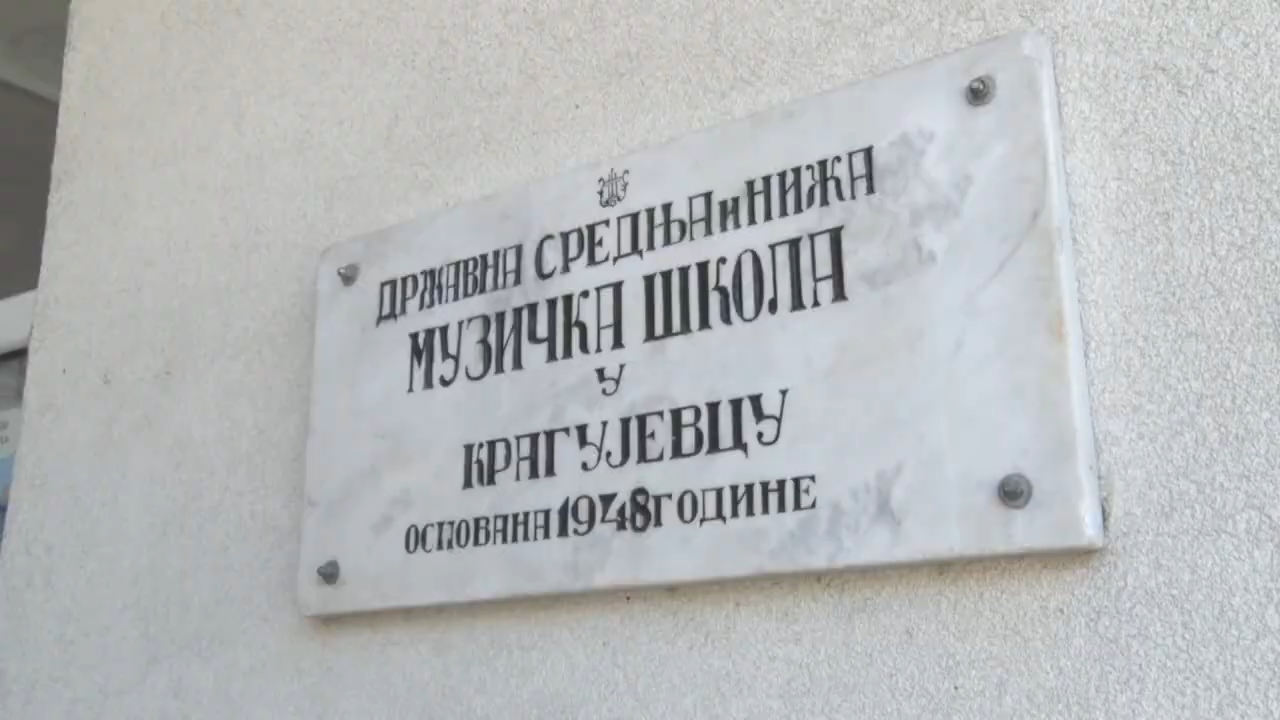 ДРЖАВНА СРЕДЊА и НИЖА
МУЗИЧКА ШКОЛА
У
КРАГУЈЕВЦУ
ОСНОВАНА 1948 ГОДИНЕ